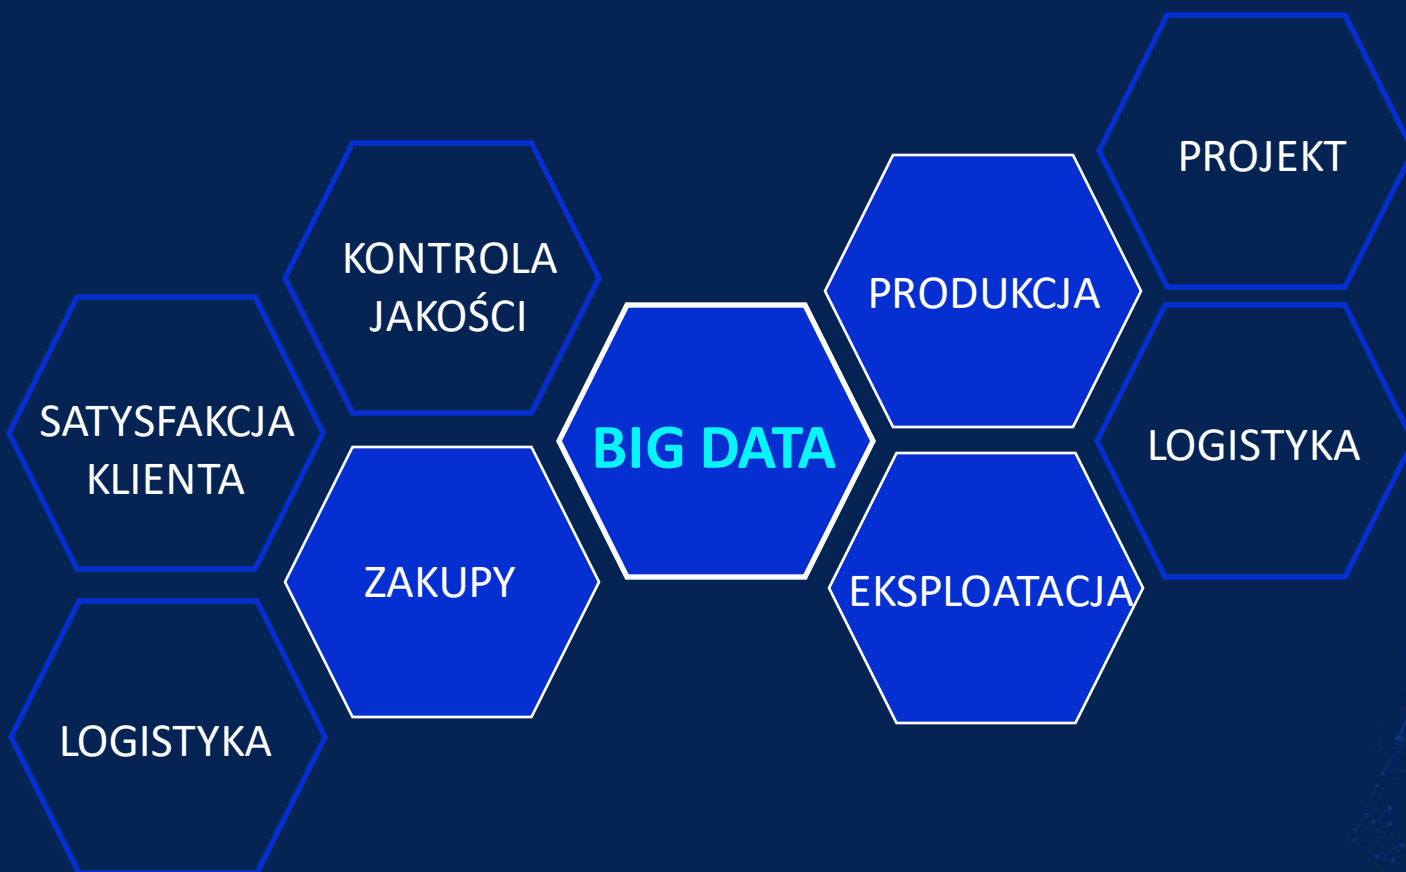 PROJEKT
KONTROLA
JAKOŚCI
PRODUKCJA
SATYSFAKCJA
KLIENTA
BIG DATA
LOGISTYKA
ZAKUPY
EKSPLOATACJA
LOGISTYKA